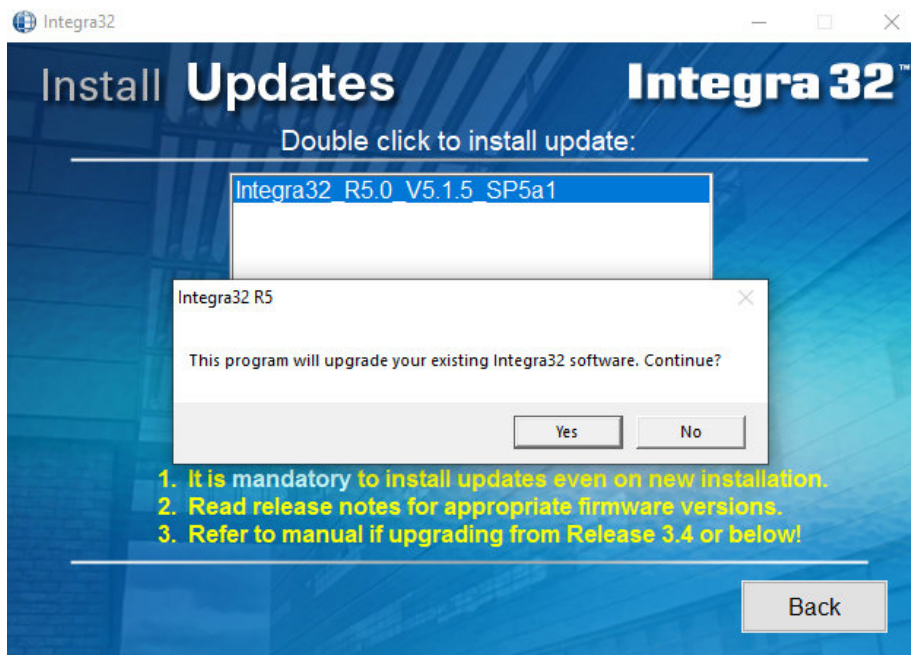 Integra32
Install Updates
Integra 32™
Double click to install update:
Integra32_R5.0_V5.1.5_SP5a1
Integra32 R5
This program will upgrade your existing Integra32 software. Continue?
Yes
No
1. It is mandatory to install updates even on new installation.
2. Read release notes for appropriate firmware versions.
3. Refer to manual if upgrading from Release 3.4 or below!
Back